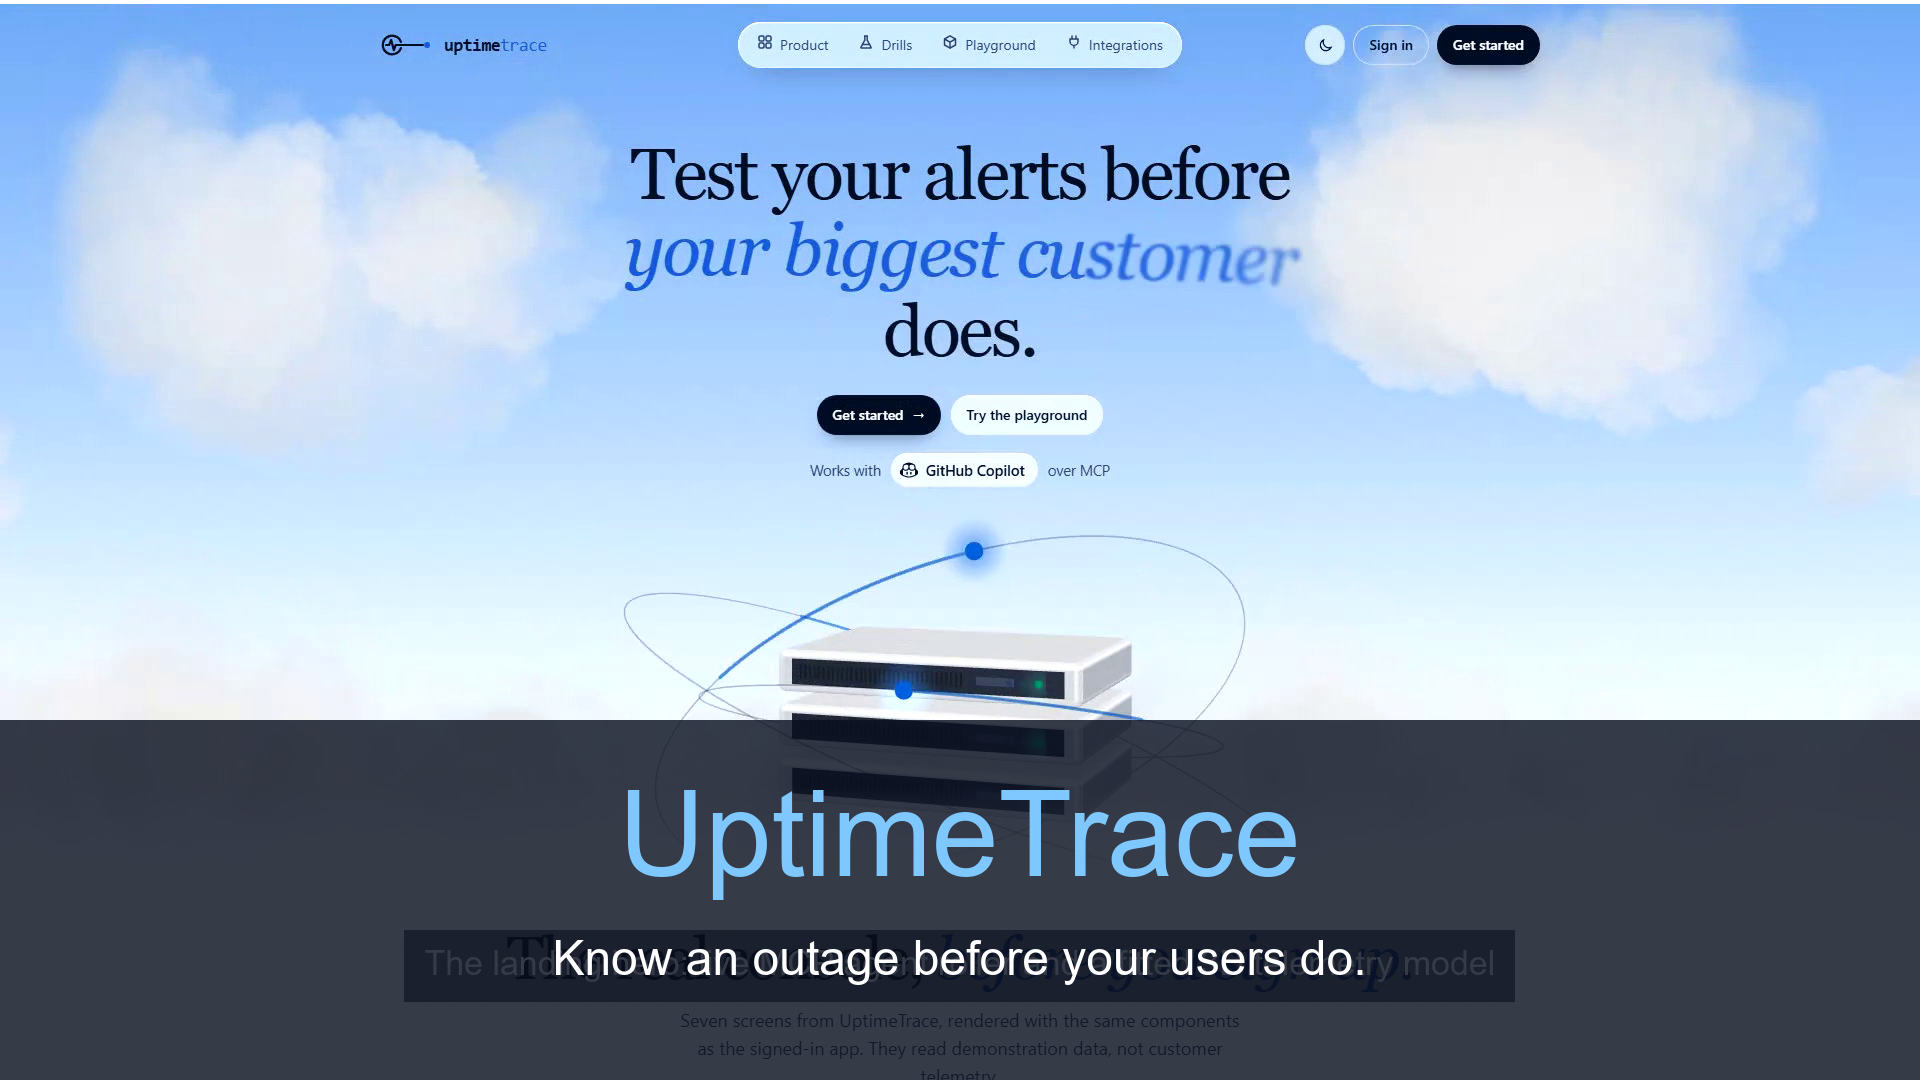 uptimetrace
Product
Drills
Playground
Integrations
Sign in
Get started
Test your alerts before
your biggest customer
does.
Get started →
Try the playground
Works with
GitHub Copilot
over MCP
UptimeTrace
Know an outage before your users do.
Seven screens from UptimeTrace, rendered with the same components
as the signed-in app. They read demonstration data, not customer
telemetry.